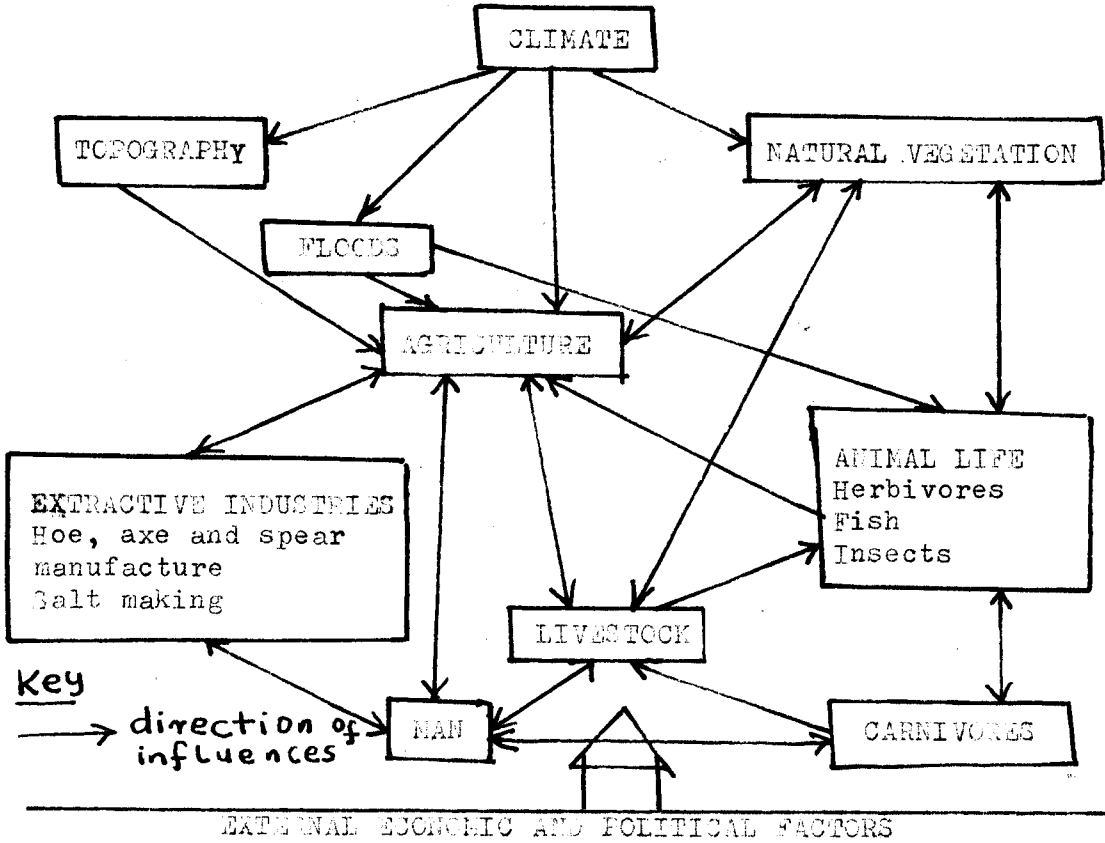 CLIMATE
TOPOGRAPHY
NATURAL VEGETATION
FLOODS
AGRICULTURE
EXTRACTIVE INDUSTRIES
Hoe, axe and spear
manufacture
Salt making
ANIMAL LIFE
Herbivores
Fish
Insects
LIVESTOCK
Key
direction of
influences
MAN
CARNIVORES
EXTERNAL ECONOMIC AND POLITICAL FACTORS